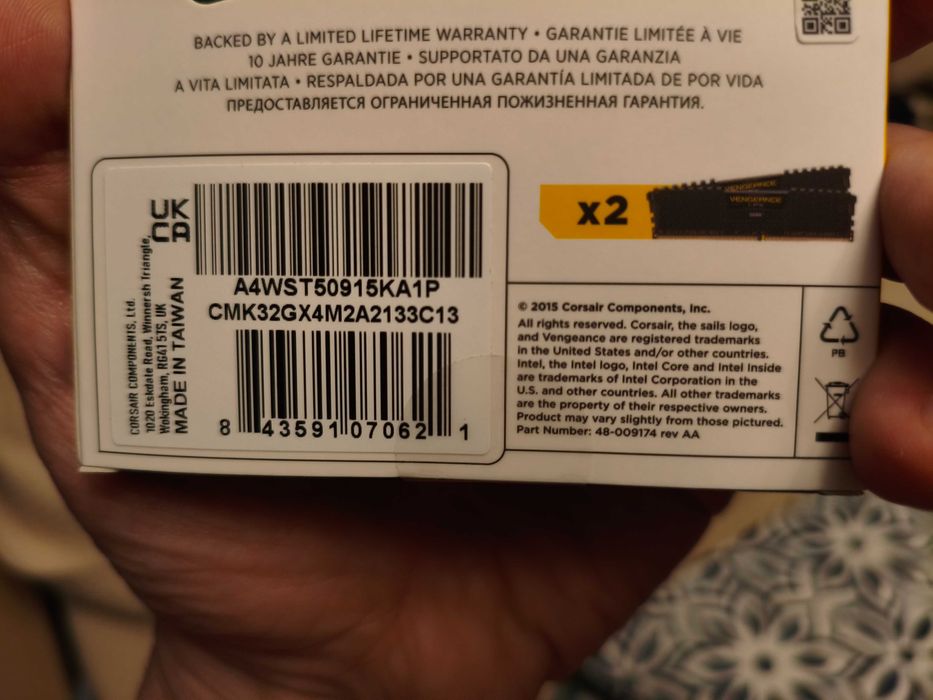 BACKED BY A LIMITED LIFETIME WARRANTY • GARANTIE LIMITÉE À VIE
10 JAHRE GARANTIE • SUPPORTATO DA UNA GARANZIA
A VITA LIMITATA • RESPALDADA POR UNA GARANTÍA LIMITADA DE POR VIDA
ПРЕДОСТАВЛЯЕТСЯ ОГРАНИЧЕННАЯ ПОЖИЗНЕННАЯ ГАРАНТИЯ.
UK
CA
CORSAIR COMPONENTS, Ltd.
1020 Eskdale Road, Winnersh Triangle,
Wokingham, RG41 5TS, UK
MADE IN TAIWAN
A4WST50915KA1P
CMK32GX4M2A2133C13
8 43591 07062 1
x2
VENGEANCE
VENGEANCE
© 2015 Corsair Components, Inc.
All rights reserved. Corsair, the sails logo,
and Vengeance are registered trademarks
in the United States and/or other countries.
Intel, the Intel logo, Intel Core and Intel Inside
are trademarks of Intel Corporation in the
U.S. and other countries. All other trademarks
are the property of their respective owners.
Product may vary slightly from those pictured.
Part Number: 48-009174 rev AA
PB